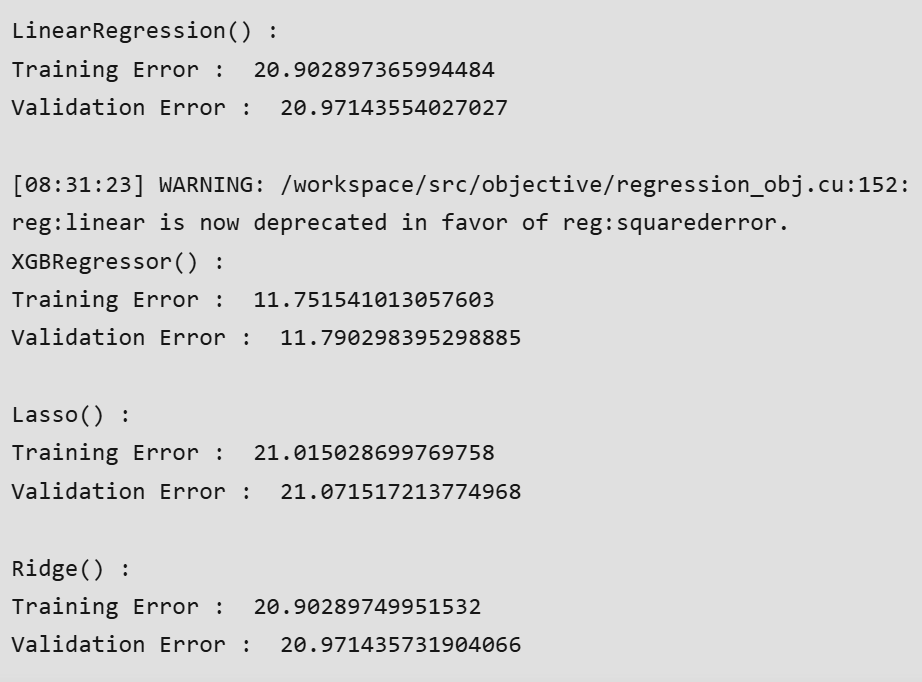 LinearRegression() :
Training Error :  20.902897365994484
Validation Error :  20.97143554027027
[08:31:23] WARNING: /workspace/src/objective/regression_obj.cu:152:
reg:linear is now deprecated in favor of reg:squarederror.
XGBRegressor() :
Training Error :  11.751541013057603
Validation Error :  11.790298395298885
Lasso() :
Training Error :  21.015028699769758
Validation Error :  21.071517213774968
Ridge() :
Training Error :  20.90289749951532
Validation Error :  20.971435731904066